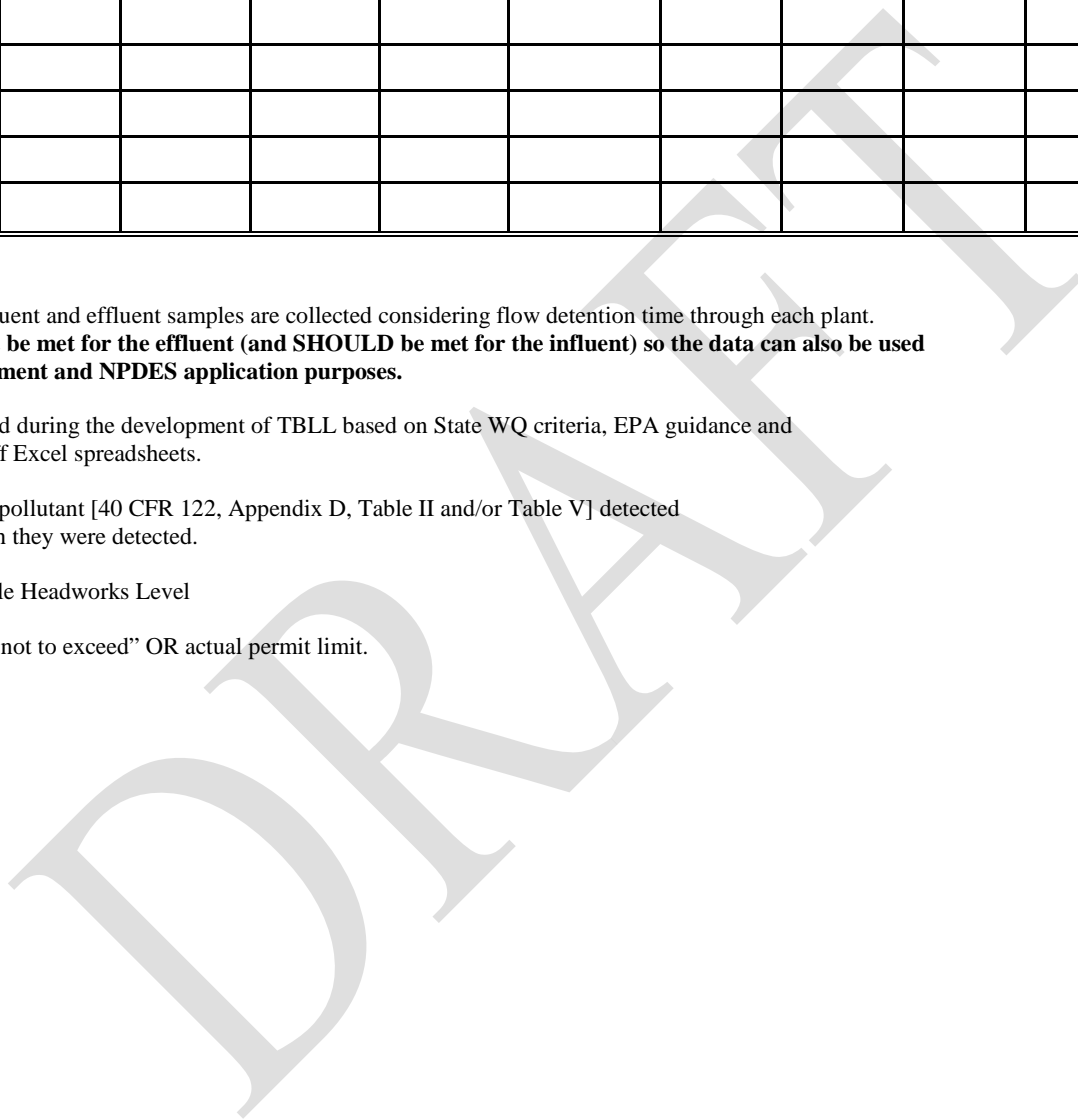 uent and effluent samples are collected considering flow detention time through each plant.
be met for the effluent (and SHOULD be met for the influent) so the data can also be used
ment and NPDES application purposes.
d during the development of TBLL based on State WQ criteria, EPA guidance and
f Excel spreadsheets.
pollutant [40 CFR 122, Appendix D, Table II and/or Table V] detected
n they were detected.
le Headworks Level
not to exceed” OR actual permit limit.
DRAFT